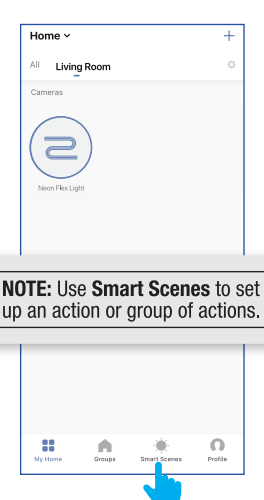 Home
All Living Room
Cameras
Neon Flex Light
NOTE: Use Smart Scenes to set
up an action or group of actions.
My Home Groups Smart Scenes Profile